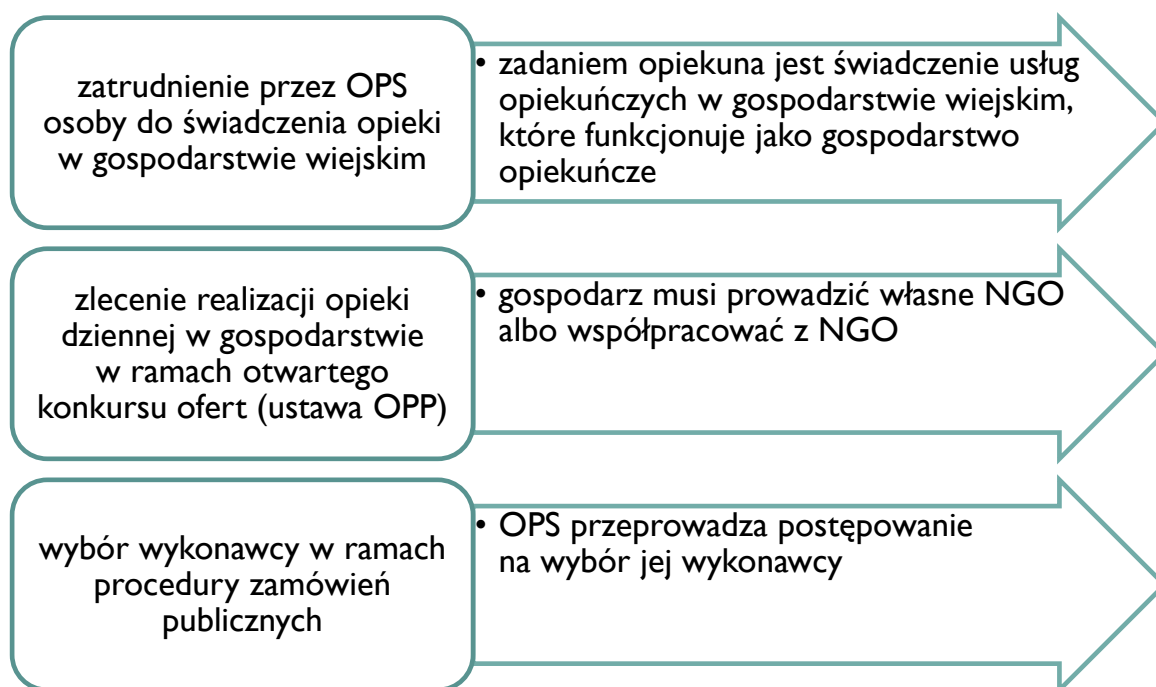 zatrudnienie przez OPS
osoby do świadczenia opieki
w gospodarstwie wiejskim
• zadaniem opiekuna jest świadczenie usług
opiekuńczych w gospodarstwie wiejskim,
które funkcjonuje jako gospodarstwo
opiekuńcze
zlecenie realizacji opieki
dziennej w gospodarstwie
w ramach otwartego
konkursu ofert (ustawa OPP)
• gospodarz musi prowadzić własne NGO
albo współpracować z NGO
wybór wykonawcy w ramach
procedury zamówień
publicznych
• OPS przeprowadza postępowanie
na wybór jej wykonawcy